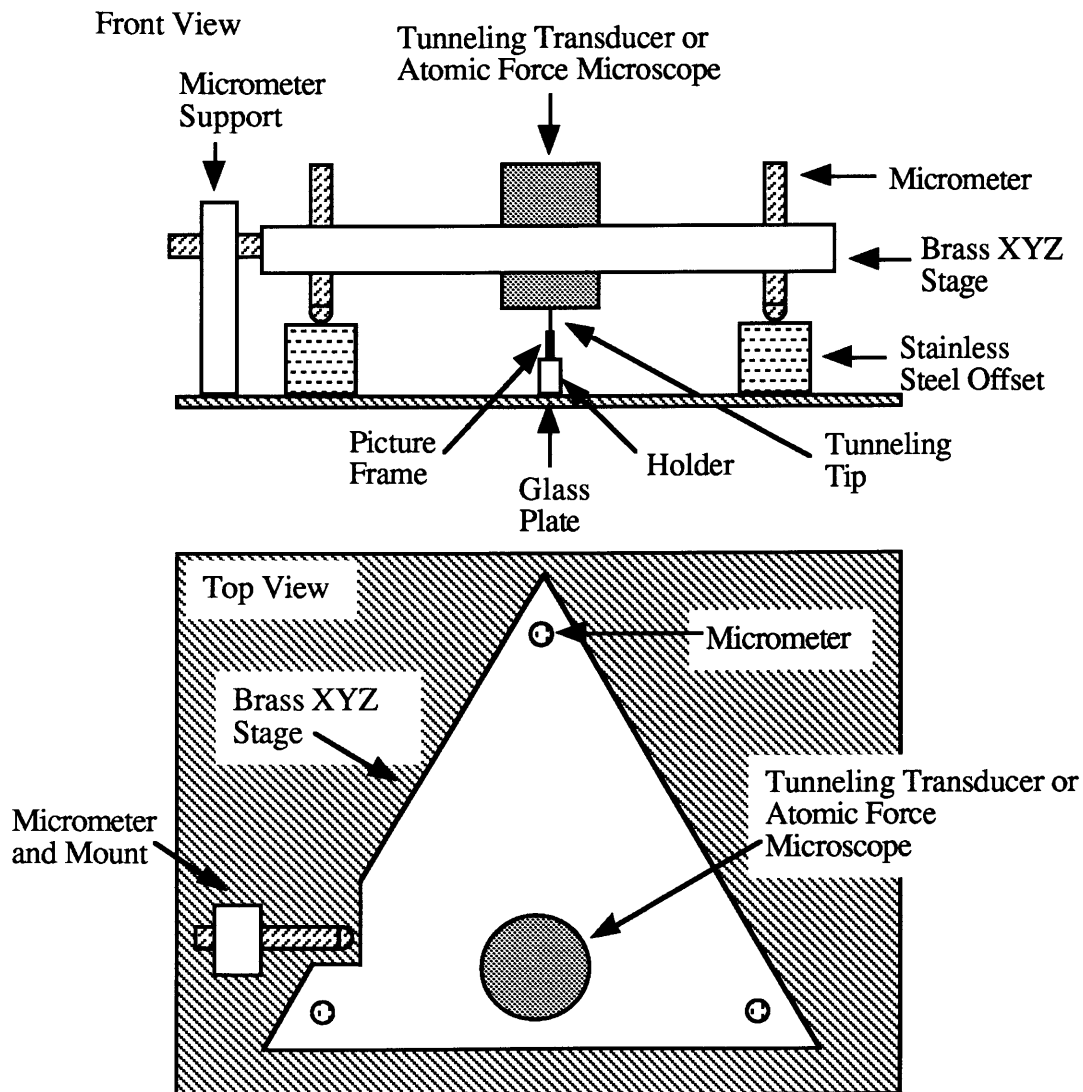 Front View
Tunneling Transducer or
Atomic Force Microscope
Micrometer
Support
Micrometer
Brass XYZ
Stage
Stainless
Steel Offset
Picture
Frame
Glass
Plate
Holder
Tunneling
Tip
Top View
Micrometer
Brass XYZ
Stage
Tunneling Transducer or
Atomic Force
Microscope
Micrometer
and Mount